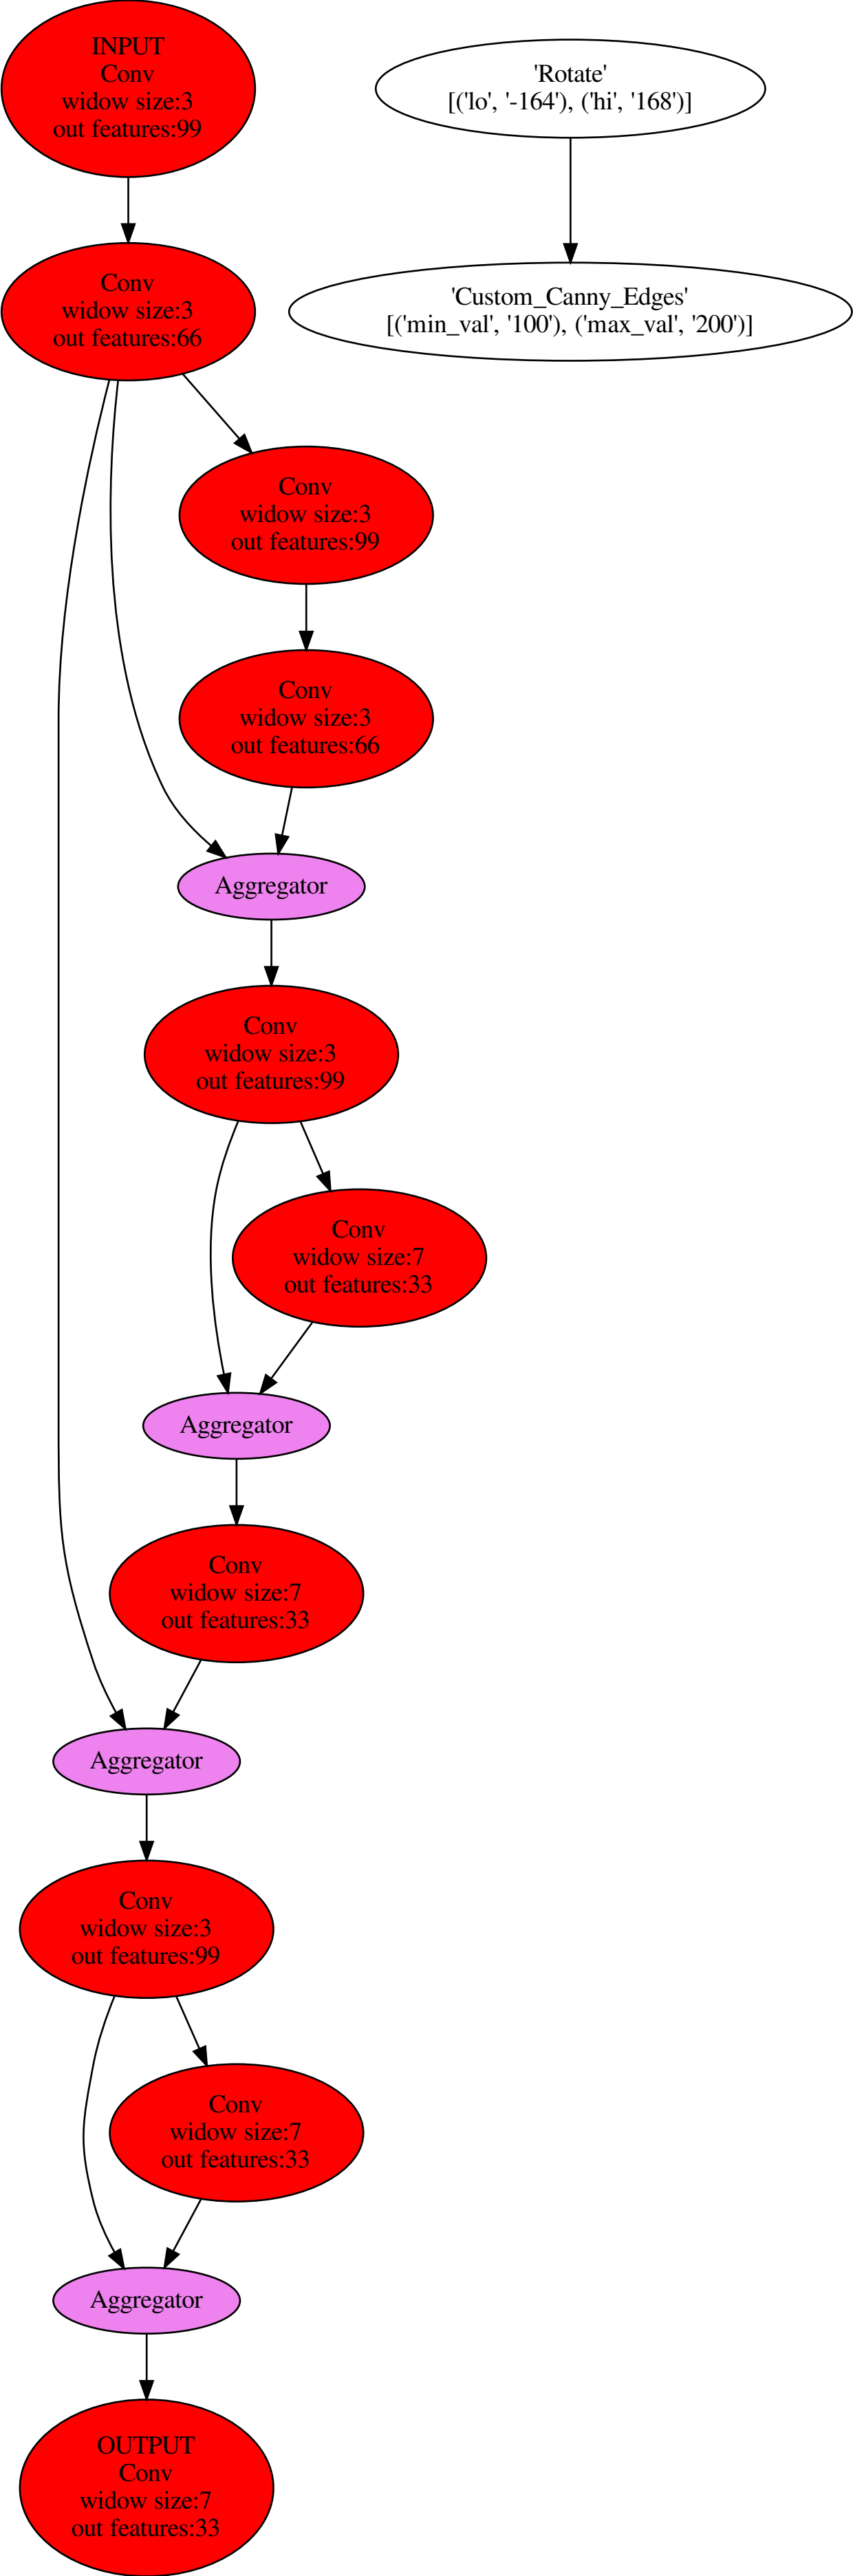 INPUT
Conv
widow size:3
out features:99
'Rotate'
[('lo', '-164'), ('hi', '168')]
Conv
widow size:3
out features:66
'Custom_Canny_Edges'
[('min_val', '100'), ('max_val', '200')]
Conv
widow size:3
out features:99
Conv
widow size:3
out features:66
Aggregator
Conv
widow size:3
out features:99
Conv
widow size:7
out features:33
Aggregator
Conv
widow size:7
out features:33
Aggregator
Conv
widow size:3
out features:99
Conv
widow size:7
out features:33
Aggregator
OUTPUT
Conv
widow size:7
out features:33